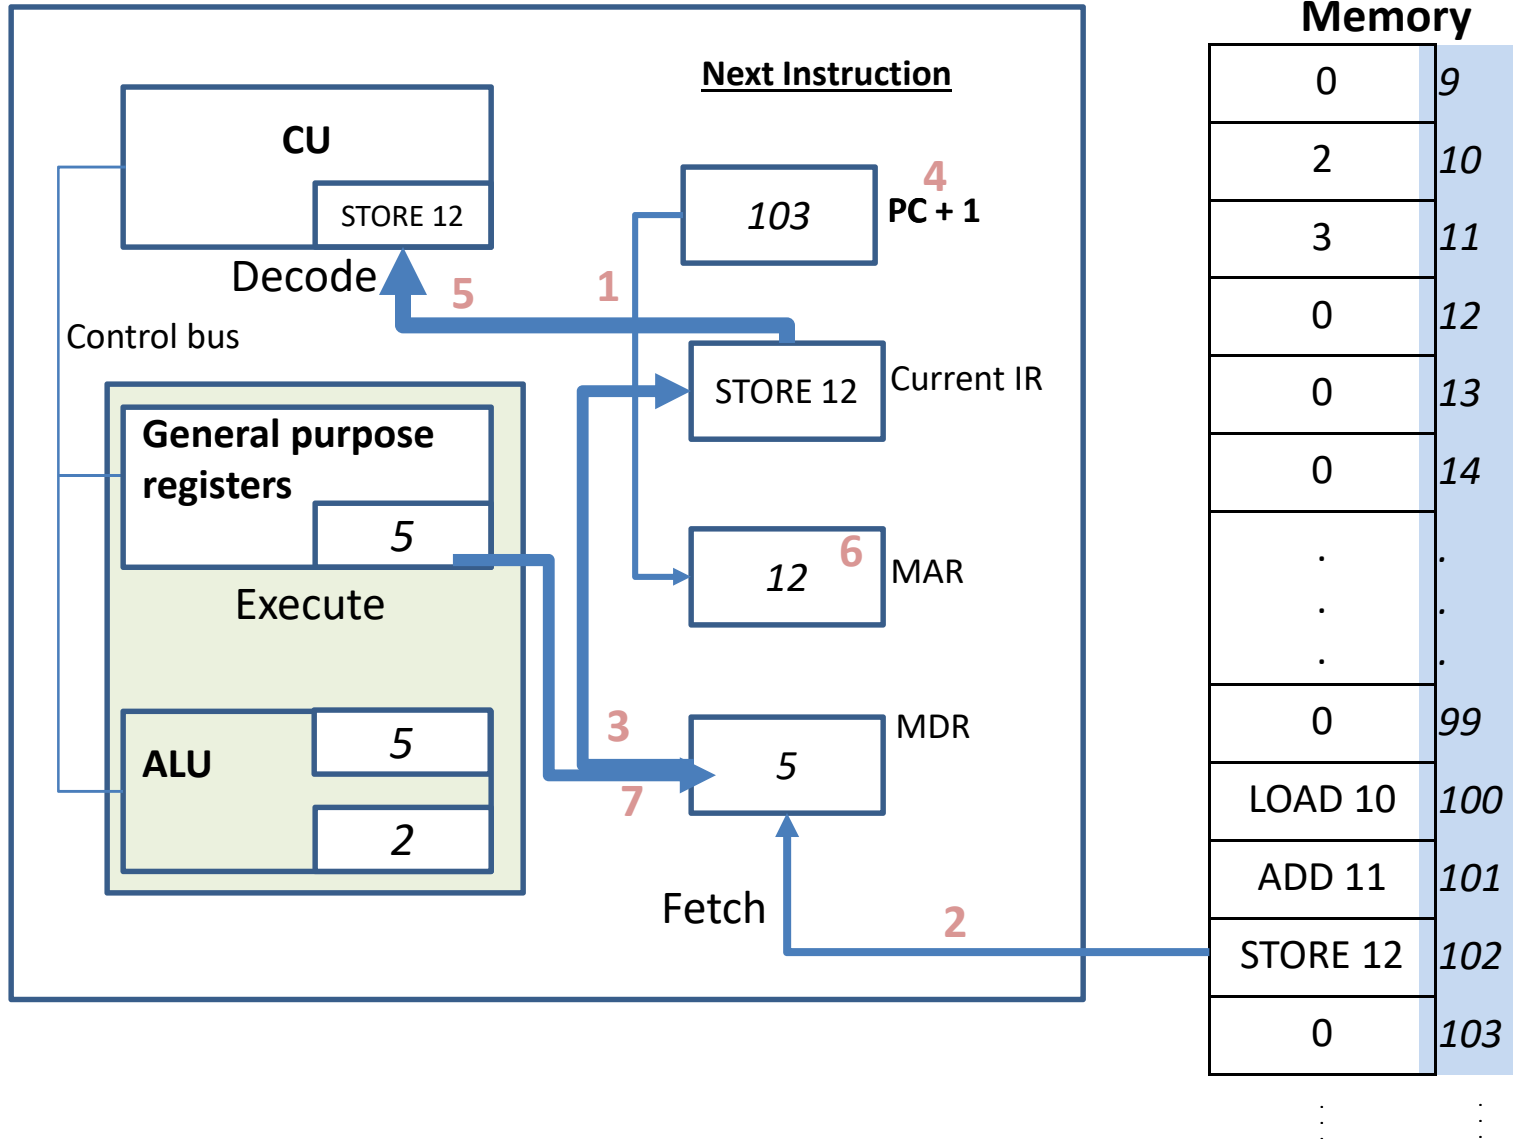 Memory
Next Instruction
CU
STORE 12
Decode
Control bus
General purpose
registers
5
Execute
ALU
5
2
103
4
PC + 1
1
5
STORE 12
Current IR
12
6
MAR
3
7
5
MDR
Fetch
2
0 9
2 10
3 11
0 12
0 13
0 14
. .
. .
. .
0 99
LOAD 10 100
ADD 11 101
STORE 12 102
0 103
. .
. .
. .